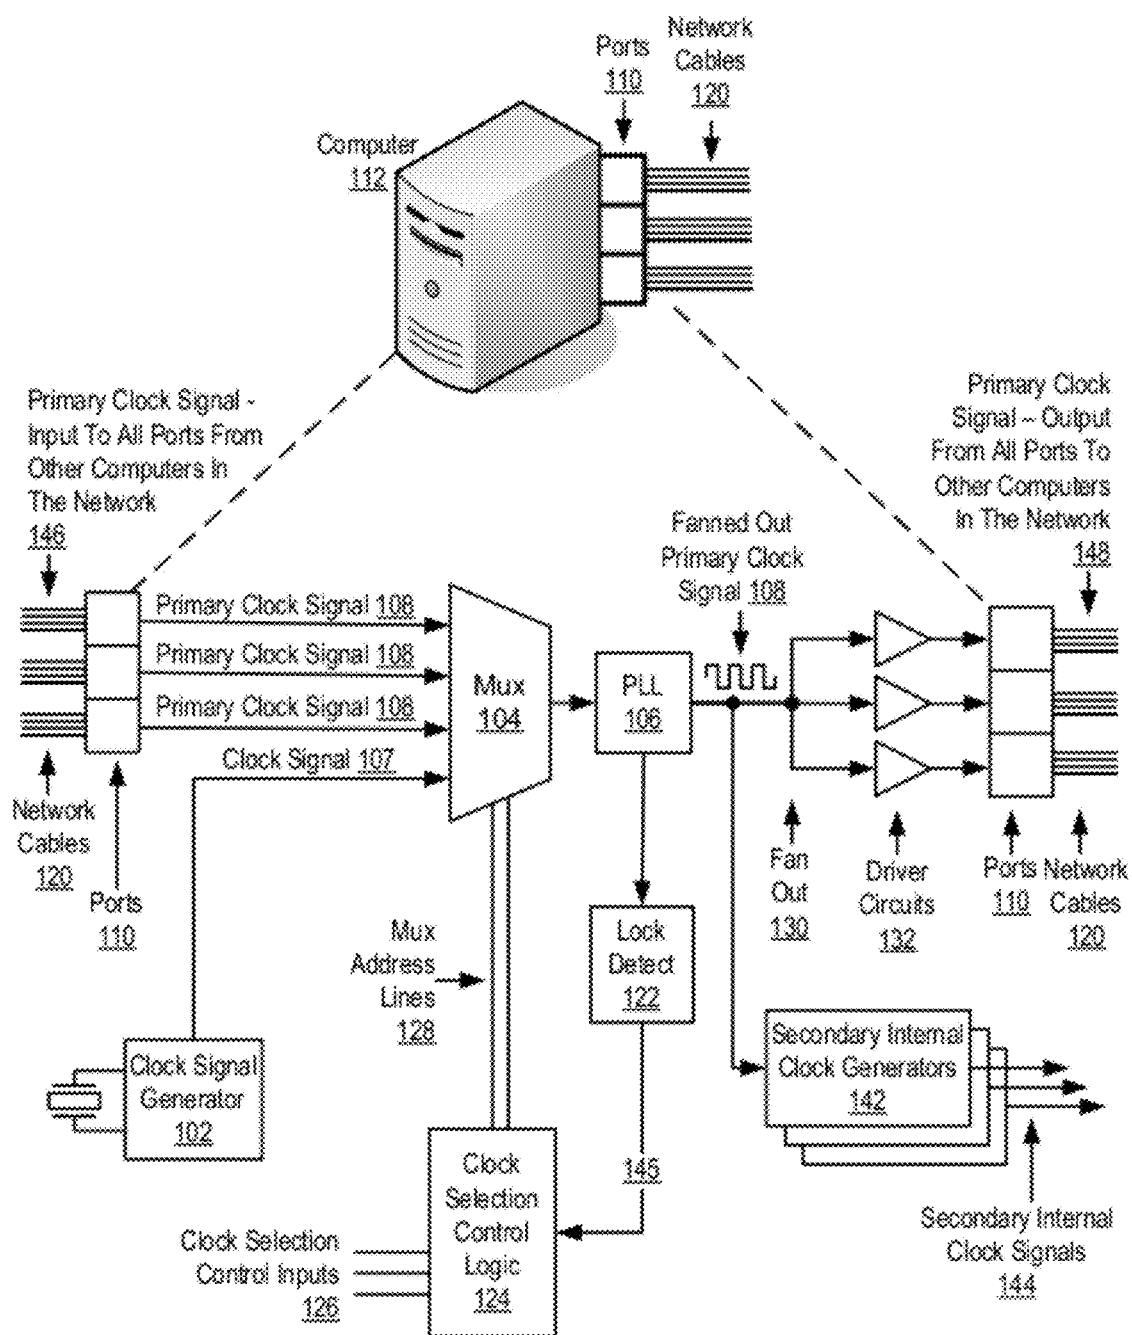 Network
Cables
120
Ports
110
Computer
112
Primary Clock Signal -
Input To All Ports From
Other Computers In
The Network
146
Primary Clock
Signal – Output
From All Ports To
Other Computers
In The Network
148
Fanned Out
Primary Clock
Signal 108
Primary Clock Signal 108
Primary Clock Signal 108
Primary Clock Signal 108
Clock Signal 107
Mux
104
PLL
106
Network
Cables
120
Ports
110
Fan
Out
130
Driver
Circuits
132
Ports
110
Network
Cables
120
Mux
Address
Lines
128
Lock
Detect
122
Clock Signal
Generator
102
Secondary Internal
Clock Generators
142
145
Clock
Selection
Control
Logic
124
Clock Selection
Control Inputs
126
Secondary Internal
Clock Signals
144